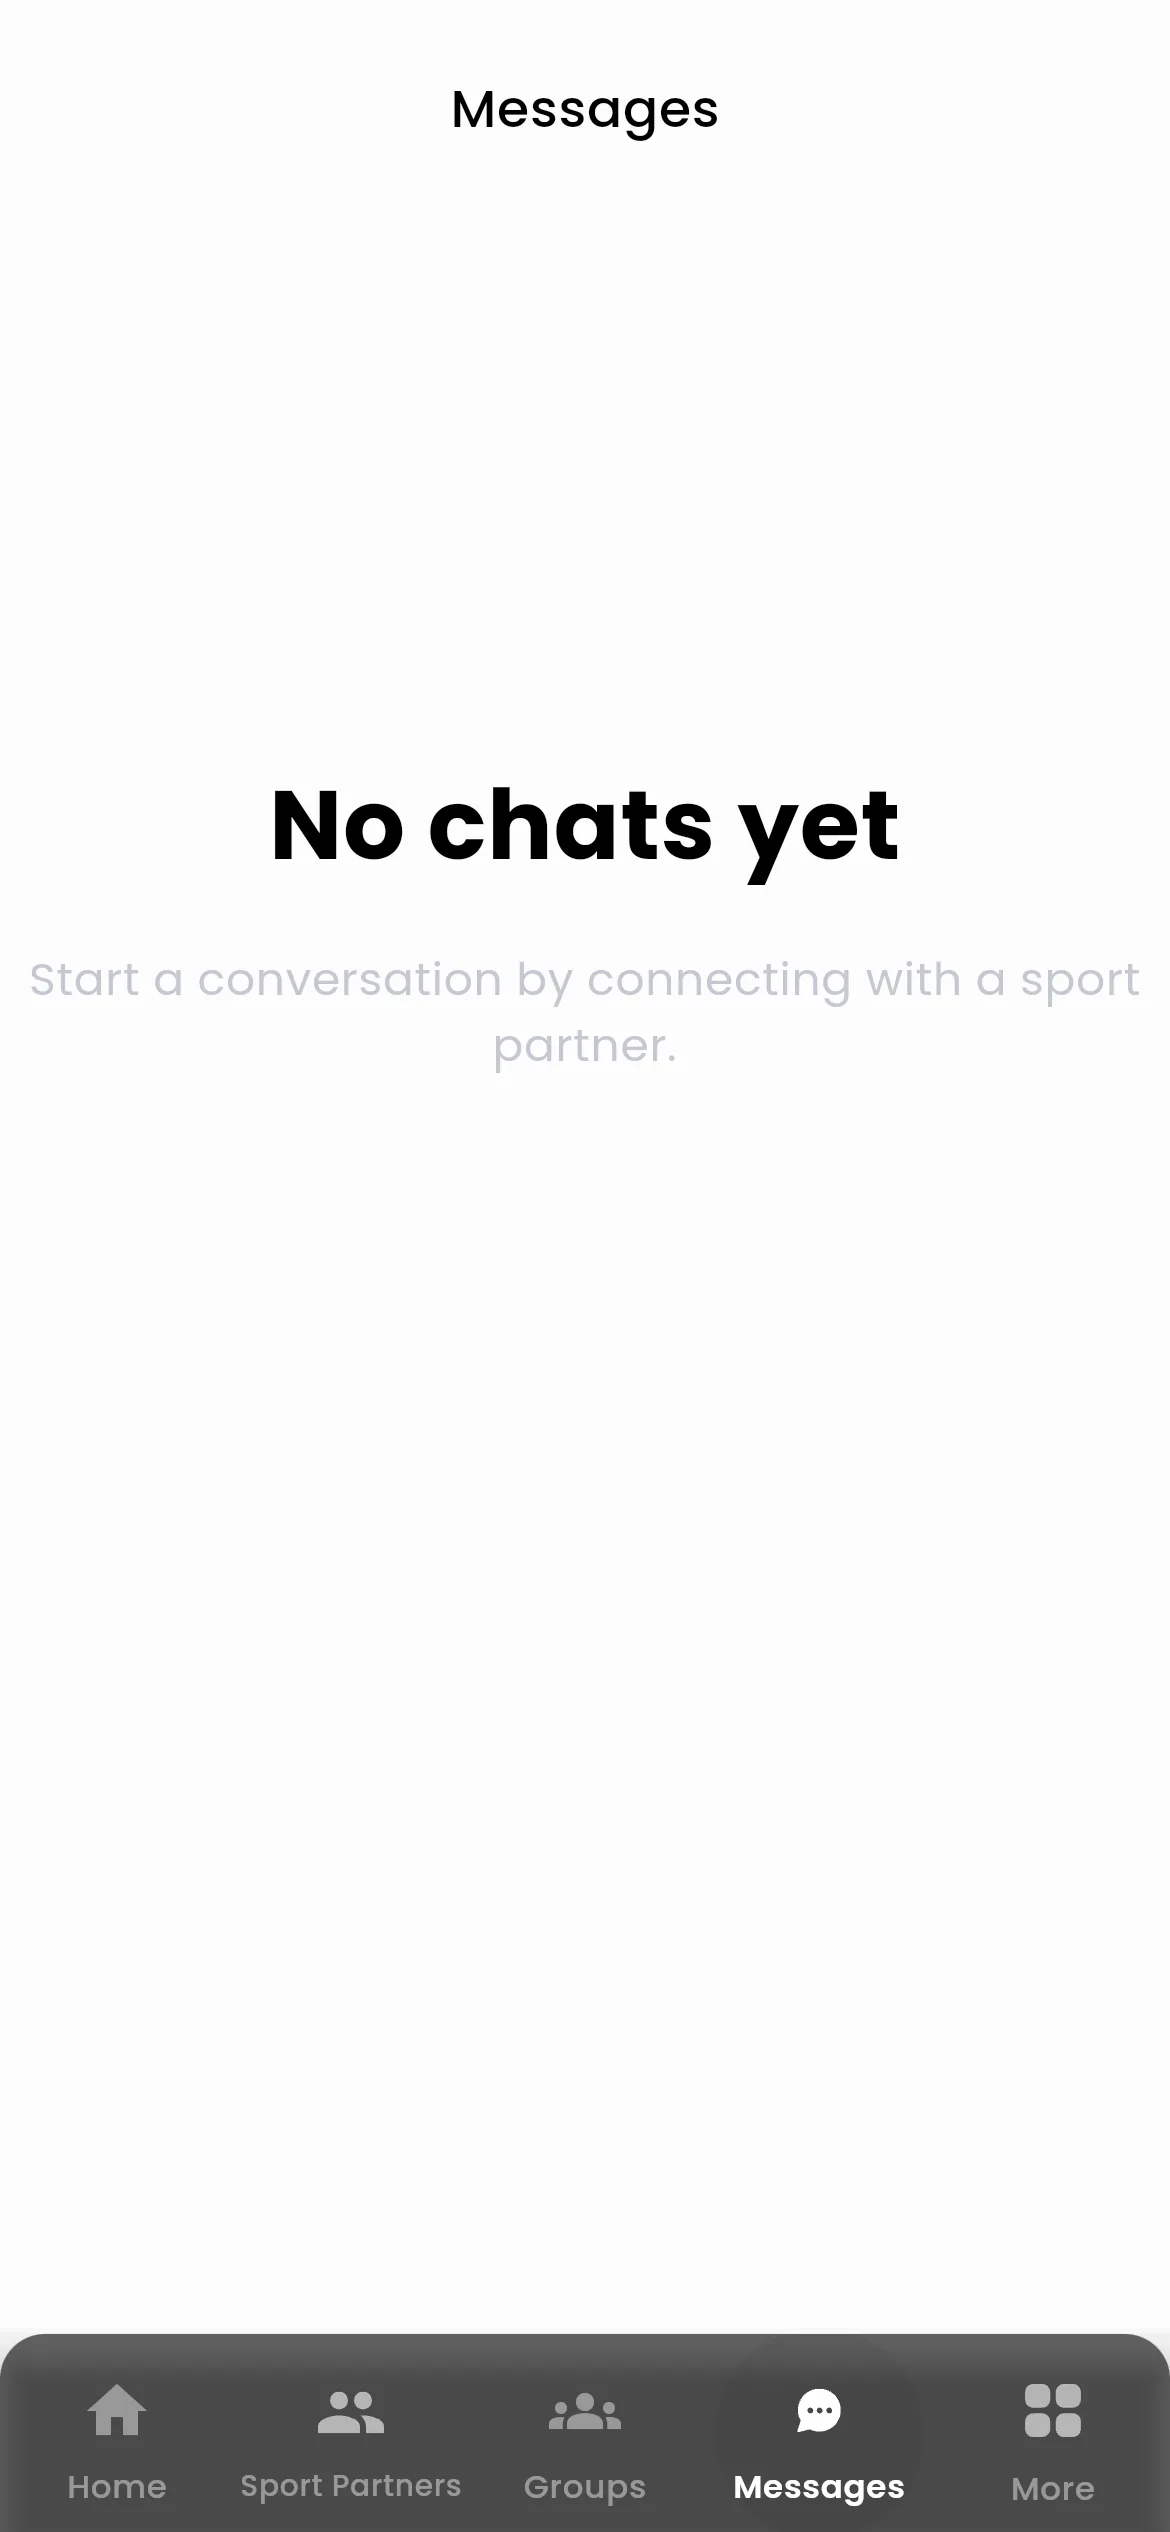 Messages
No chats yet
Start a conversation by connecting with a sport
partner.
Home
Sport Partners
Groups
Messages
More